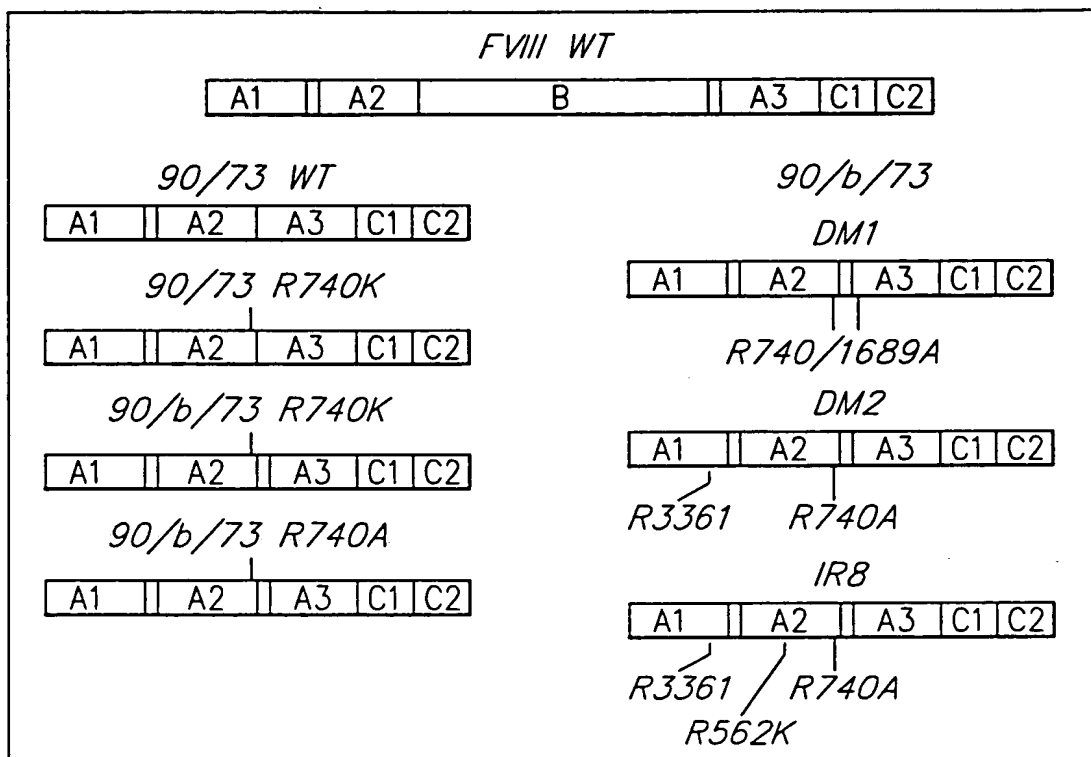 FVIII WT
A1 A2 B A3 C1 C2
90/73 WT
A1 A2 A3 C1 C2
90/73 R740K
A1 A2 A3 C1 C2
90/b/73 R740K
A1 A2 A3 C1 C2
90/b/73 R740A
A1 A2 A3 C1 C2
90/b/73
DM1
A1 A2 A3 C1 C2
R740/1689A
DM2
A1 A2 A3 C1 C2
R3361 R740A
IR8
A1 A2 A3 C1 C2
R3361 R740A
R562K